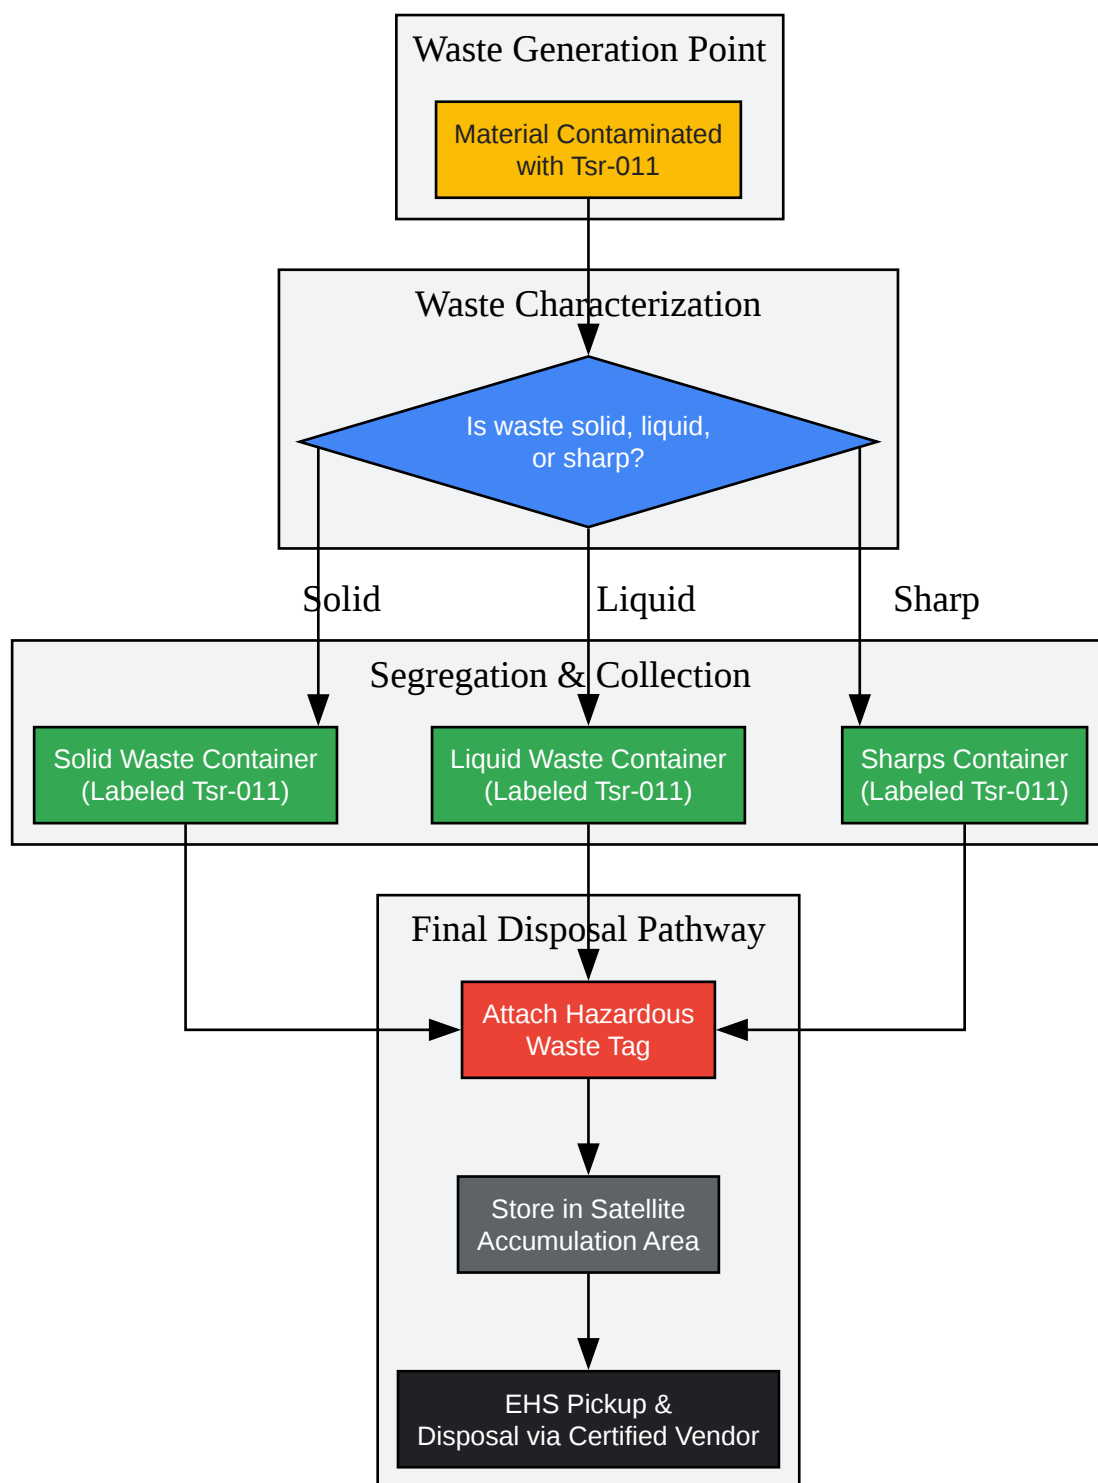 Waste Generation Point
Material Contaminated
with Tsr-011
Waste Characterization
Is waste solid, liquid,
or sharp?
Solid
Liquid
Sharp
Segregation & Collection
Solid Waste Container
(Labeled Tsr-011)
Liquid Waste Container
(Labeled Tsr-011)
Sharps Container
(Labeled Tsr-011)
Final Disposal Pathway
Attach Hazardous
Waste Tag
Store in Satellite
Accumulation Area
EHS Pickup &
Disposal via Certified Vendor